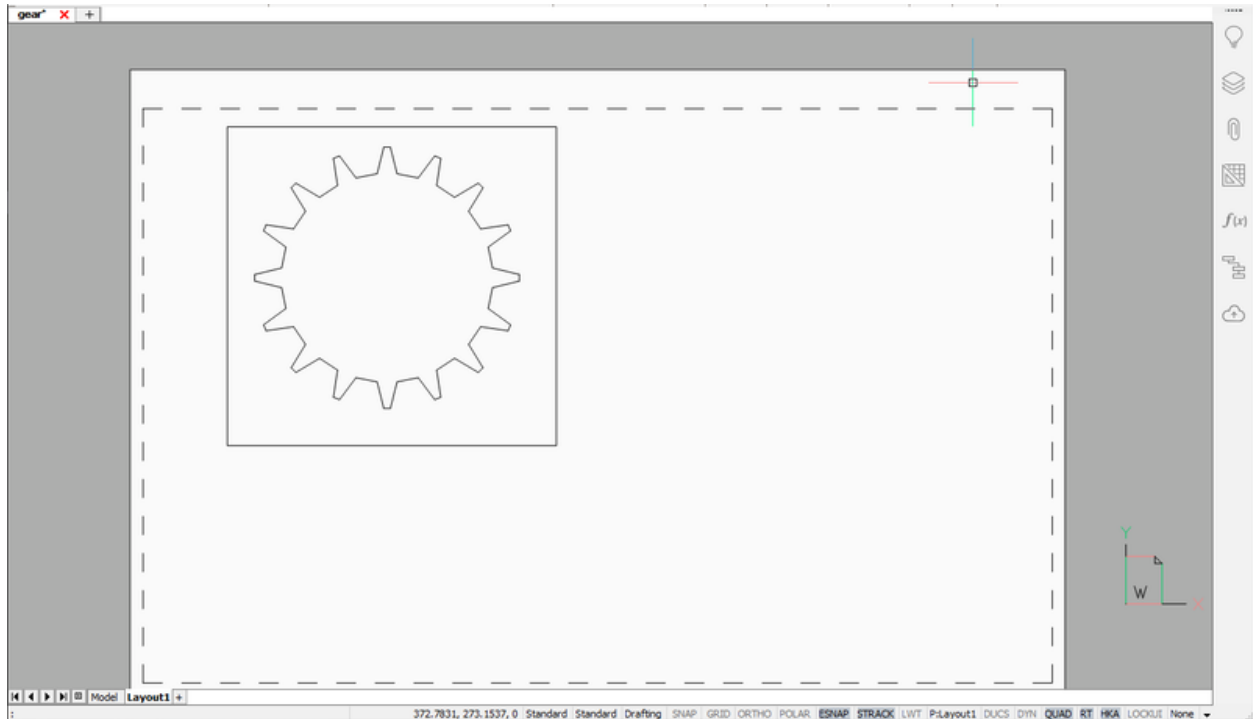 gear*
f(x)
Y
W
X
Model Layout1
: 372.7831, 273.1537, 0 Standard Standard Drafting SNAP GRID ORTHO POLAR ESNAP STRACK LWT P:Layout1 DUCS DYN QUAD RT HKA LOCKUI None